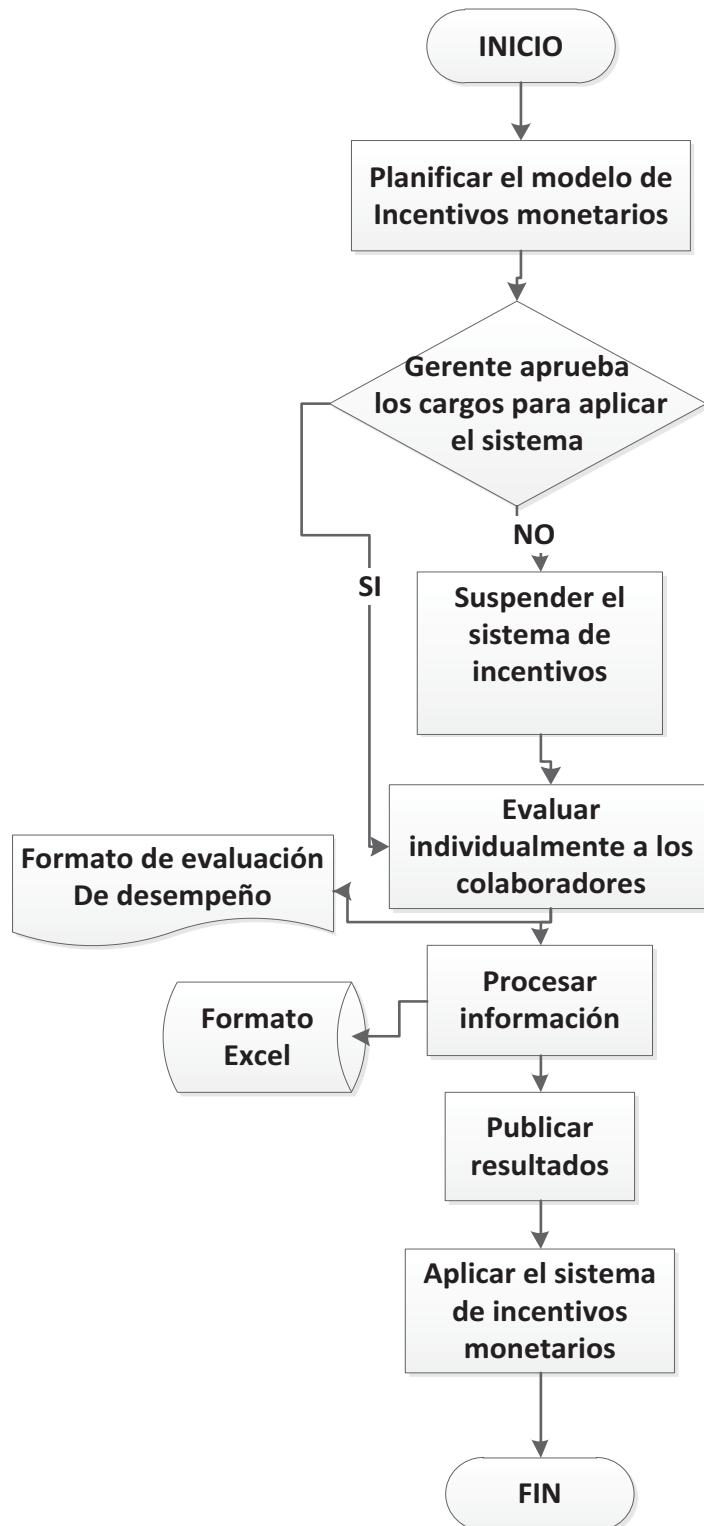 INICIO
Planificar el modelo de
Incentivos monetarios
Gerente aprueba
los cargos para aplicar
el sistema
NO
SI
Suspender el
sistema de
incentivos
Evaluar
individualmente a los
colaboradores
Formato de evaluación
De desempeño
Procesar
información
Formato
Excel
Publicar
resultados
Aplicar el sistema
de incentivos
monetarios
FIN